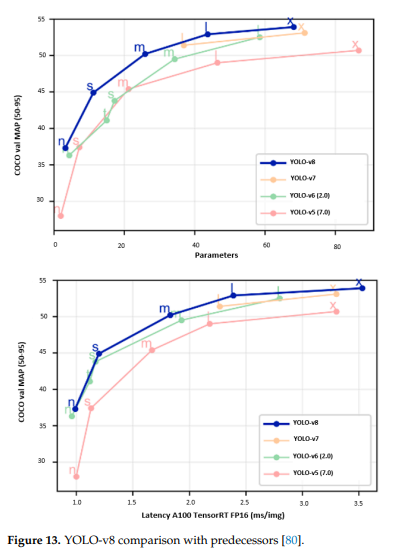 55
50
45
40
35
30
COCO val MAP (50-95)
n
s
m
l
x
x
n
s
m
l
x
s
t
YOLO-v8
YOLO-v7
YOLO-v6 (2.0)
YOLO-v5 (7.0)
0 20 40 60 80
Parameters
55
50
45
40
35
30
COCO val MAP (50-95)
n
s
m
l
x
n
s
m
l
x
YOLO-v8
YOLO-v7
YOLO-v6 (2.0)
YOLO-v5 (7.0)
1.0 1.5 2.0 2.5 3.0 3.5
Latency A100 TensorRT FP16 (ms/img)
Figure 13. YOLO-v8 comparison with predecessors [80].